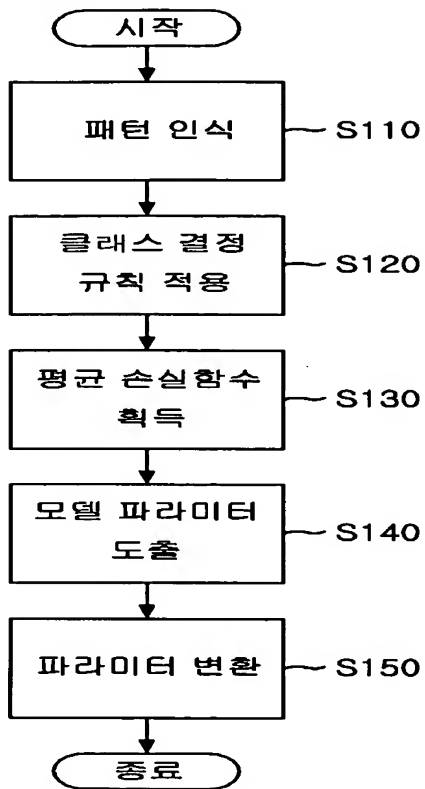 시작
패턴 인식
S110
클래스 결정
규칙 적용
S120
평균 손실함수
획득
S130
모델 파라미터
도출
S140
파라미터 변환
S150
종료